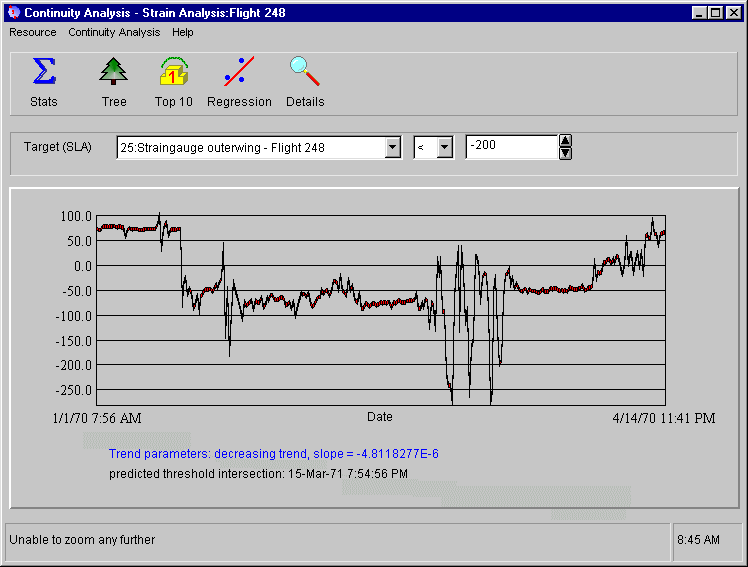 Continuity Analysis - Strain Analysis:Flight 248
Resource Continuity Analysis Help
1
Stats Tree Top 10 Regression Details
Target (SLA) 25:Straingauge outerwing - Flight 248 < -200
100.0
50.0
0.0
-50.0
-100.0
-150.0
-200.0
-250.0
1/1/70 7:56 AM Date 4/14/70 11:41 PM
Trend parameters: decreasing trend, slope = -4.8118277E-6
predicted threshold intersection: 15-Mar-71 7:54:56 PM
Unable to zoom any further 8:45 AM